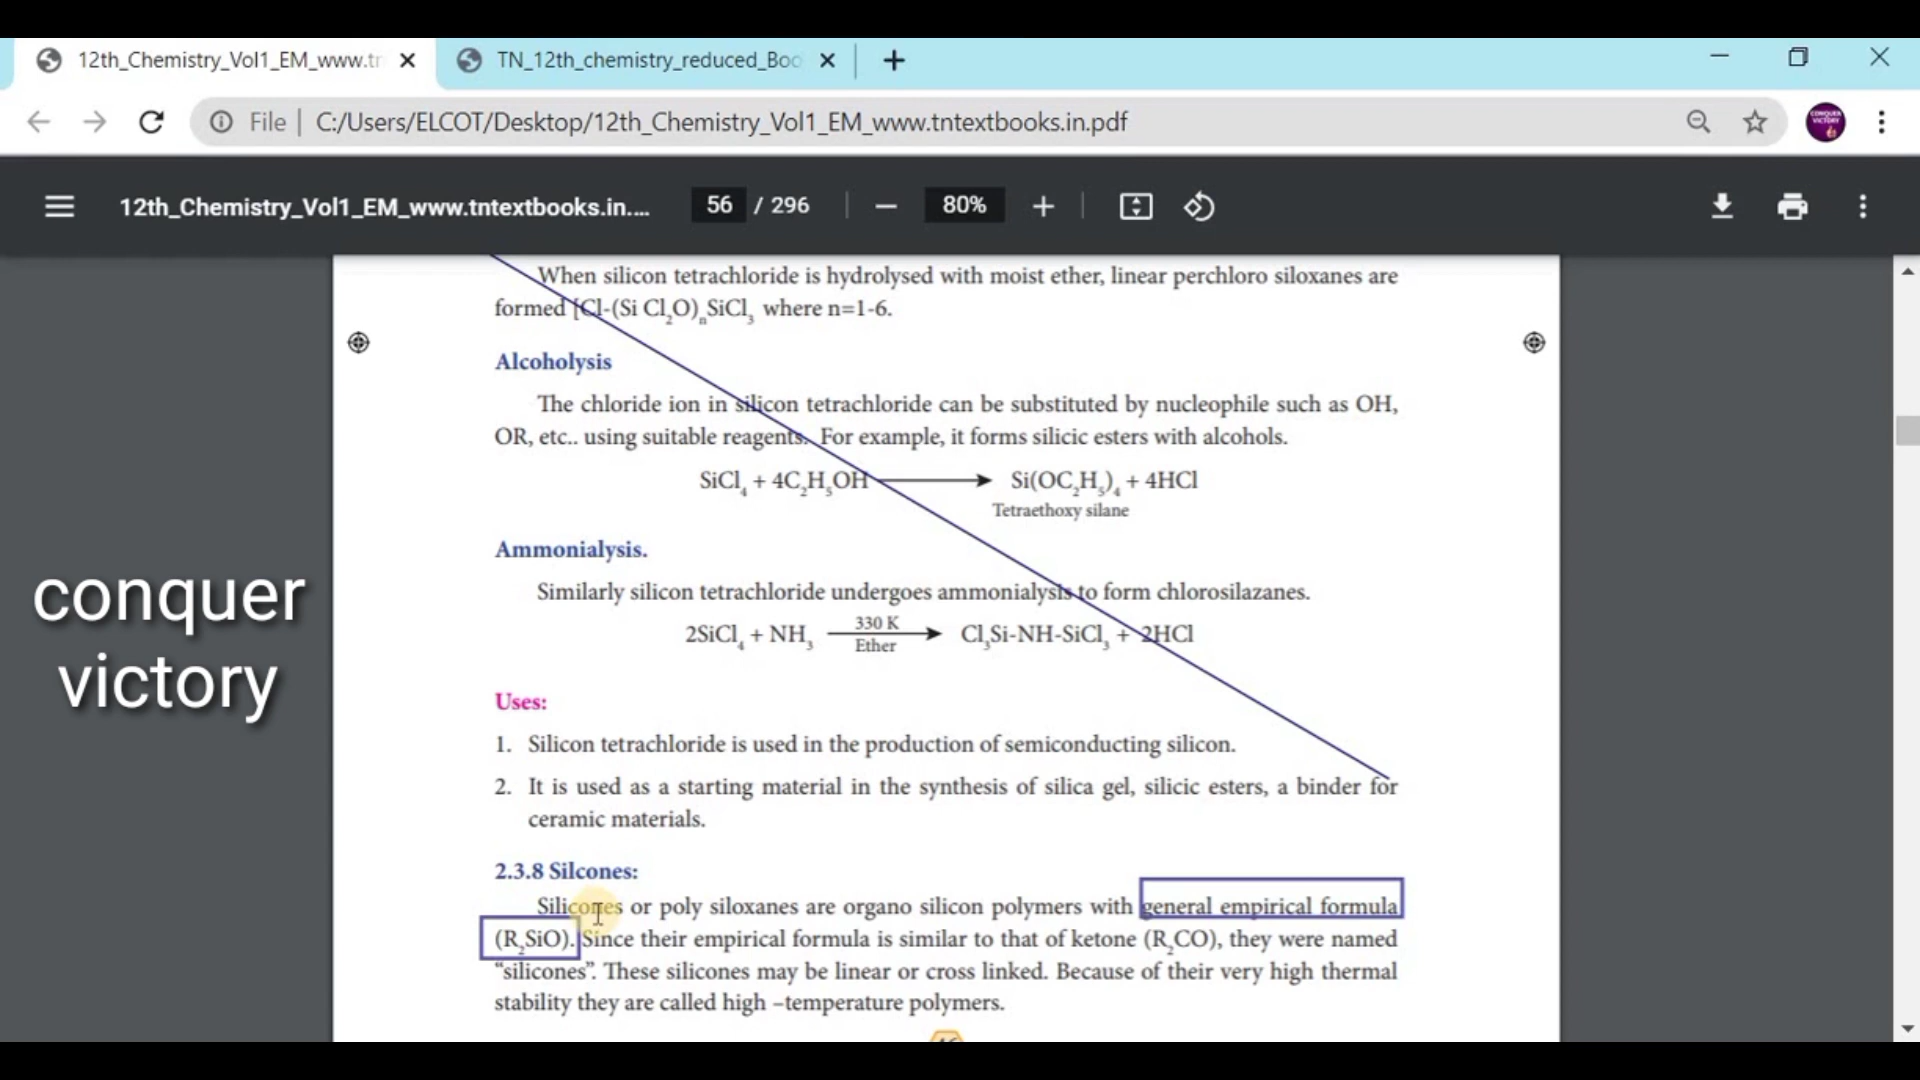 12th_Chemistry_Vol1_EM_www.tn
TN_12th_chemistry_reduced_Boo
File
C:/Users/ELCOT/Desktop/12th_Chemistry_Vol1_EM_www.tntextbooks.in.pdf
CONQUER VICTORY
12th_Chemistry_Vol1_EM_www.tntextbooks.in....
56 / 296
80%
When silicon tetrachloride is hydrolysed with moist ether, linear perchloro siloxanes are
formed [Cl-(Si Cl₂O)ₙSiCl₃ where n=1-6.
Alcoholysis
The chloride ion in silicon tetrachloride can be substituted by nucleophile such as OH,
OR, etc.. using suitable reagents. For example, it forms silicic esters with alcohols.
SiCl₄ + 4C₂H₅OH ⟶ Si(OC₂H₅)₄ + 4HCl
Tetraethoxy silane
Ammonialysis.
Similarly silicon tetrachloride undergoes ammonialysis to form chlorosilazanes.
330 K
2SiCl₄ + NH₃ ⟶ Cl₃Si-NH-SiCl₃ + 2HCl
Ether
conquer
victory
Uses:
1. Silicon tetrachloride is used in the production of semiconducting silicon.
2. It is used as a starting material in the synthesis of silica gel, silicic esters, a binder for
ceramic materials.
2.3.8 Silcones:
Silicones or poly siloxanes are organo silicon polymers with general empirical formula
(R₂SiO). Since their empirical formula is similar to that of ketone (R₂CO), they were named
“silicones”. These silicones may be linear or cross linked. Because of their very high thermal
stability they are called high –temperature polymers.